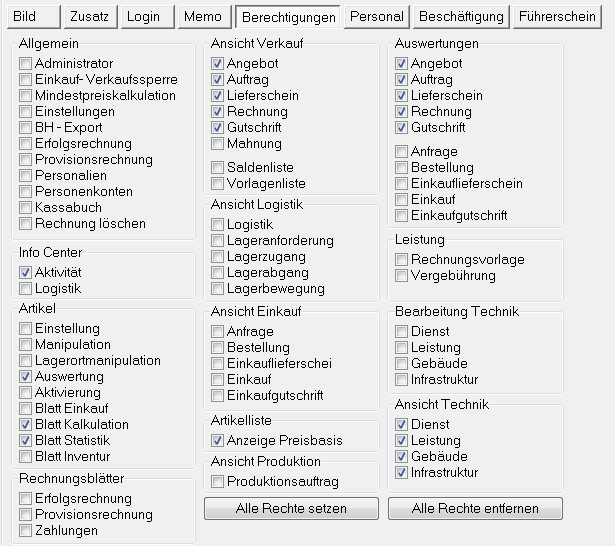 Bild
Zusatz
Login
Memo
Berechtigungen
Personal
Beschäftigung
Führerschein
Allgemein
Administrator
Einkauf- Verkaufssperre
Mindestpreiskalkulation
Einstellungen
BH - Export
Erfolgsrechnung
Provisionsrechnung
Personalien
Personenkonten
Kassabuch
Rechnung löschen
Info Center
Aktivität
Logistik
Artikel
Einstellung
Manipulation
Lagerortmanipulation
Auswertung
Aktivierung
Blatt Einkauf
Blatt Kalkulation
Blatt Statistik
Blatt Inventur
Rechnungsblätter
Erfolgsrechnung
Provisionsrechnung
Zahlungen
Ansicht Verkauf
Angebot
Auftrag
Lieferschein
Rechnung
Gutschrift
Mahnung
Saldenliste
Vorlagenliste
Ansicht Logistik
Logistik
Lageranforderung
Lagerzugang
Lagerabgang
Lagerbewegung
Ansicht Einkauf
Anfrage
Bestellung
Einkauflieferschei
Einkauf
Einkaufgutschrift
Artikelliste
Anzeige Preisbasis
Ansicht Produktion
Produktionsauftrag
Alle Rechte setzen
Auswertungen
Angebot
Auftrag
Lieferschein
Rechnung
Gutschrift
Anfrage
Bestellung
Einkauflieferschein
Einkauf
Einkaufgutschrift
Leistung
Rechnungsvorlage
Vergebührung
Bearbeitung Technik
Dienst
Leistung
Gebäude
Infrastruktur
Ansicht Technik
Dienst
Leistung
Gebäude
Infrastruktur
Alle Rechte entfernen